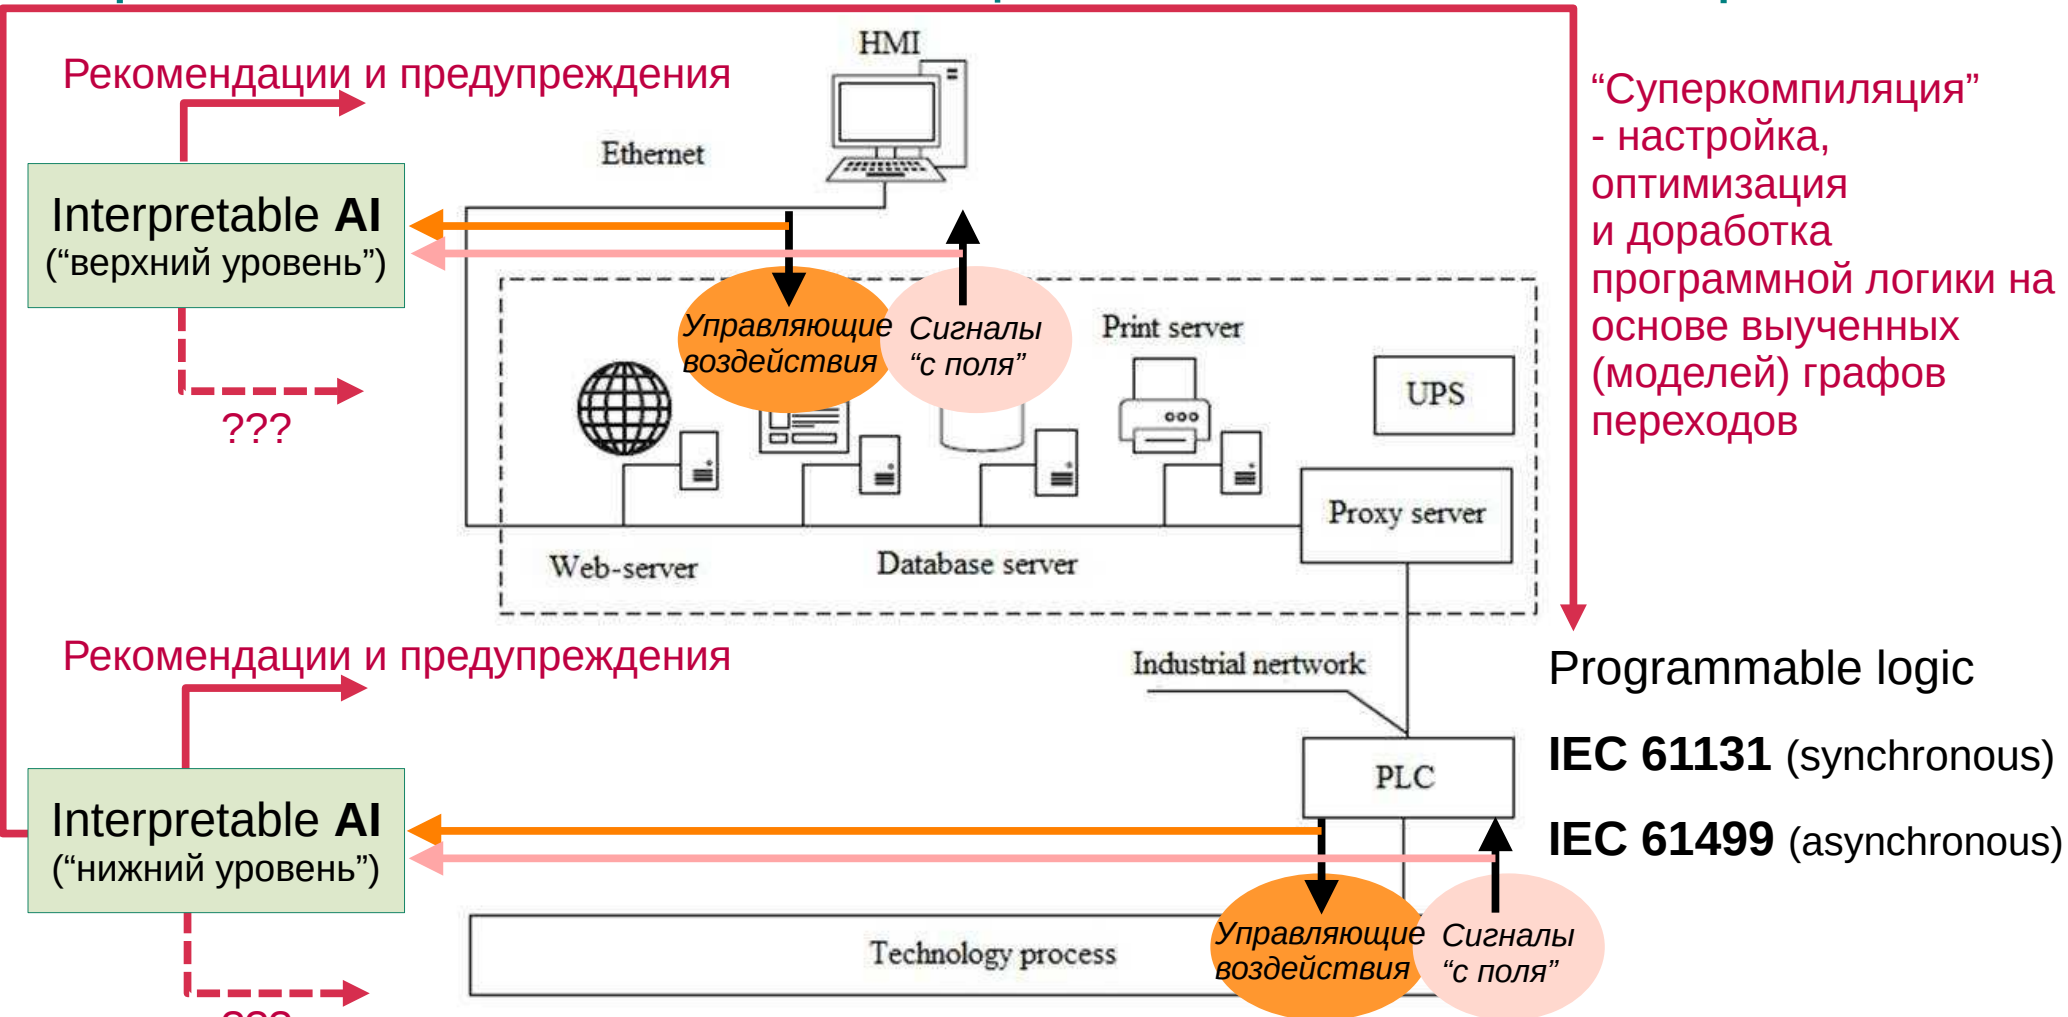 HMI
Рекомендации и предупреждения
“Суперкомпиляция”
- настройка,
оптимизация
и доработка
программной логики на
основе выученных
(моделей) графов
переходов
Ethernet
Interpretable AI
(“верхний уровень”)
Управляющие
воздействия
Сигналы
“с поля”
Print server
UPS
???
Proxy server
Web-server
Database server
Рекомендации и предупреждения
Industrial nertwork
Programmable logic
IEC 61131 (synchronous)
PLC
IEC 61499 (asynchronous)
Interpretable AI
(“нижний уровень”)
Technology process
Управляющие
воздействия
Сигналы
“с поля”
???